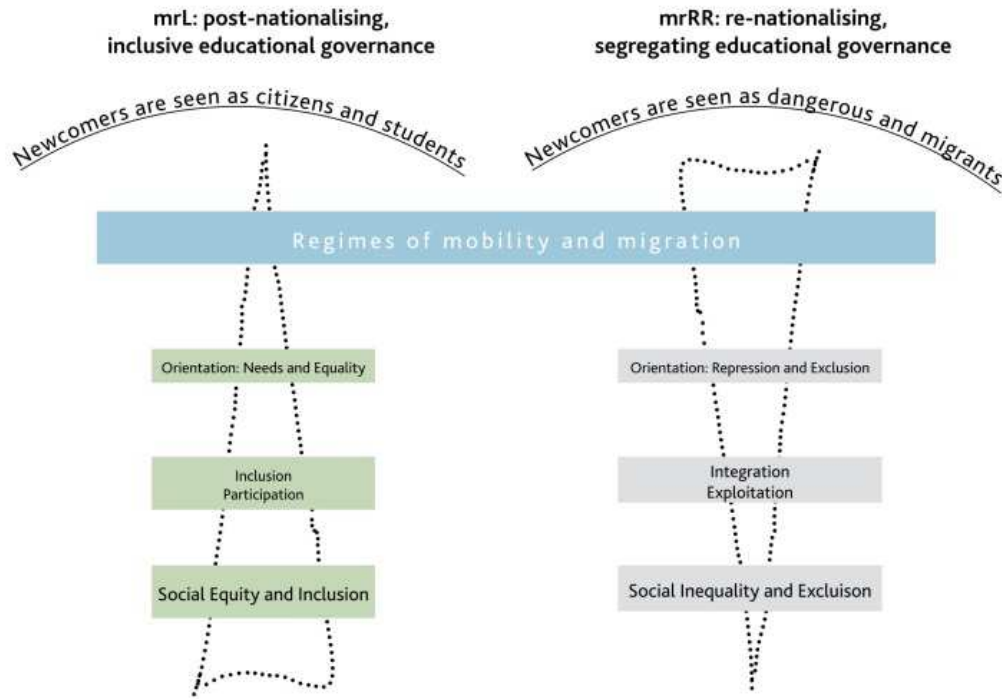 mrL: post-nationalising,
inclusive educational governance
Newcomers are seen as citizens and students
mrRR: re-nationalising,
segregating educational governance
Newcomers are seen as dangerous and migrants
Regimes of mobility and migration
Orientation: Needs and Equality
Inclusion
Participation
Social Equity and Inclusion
Orientation: Repression and Exclusion
Integration
Exploitation
Social Inequality and Excluison